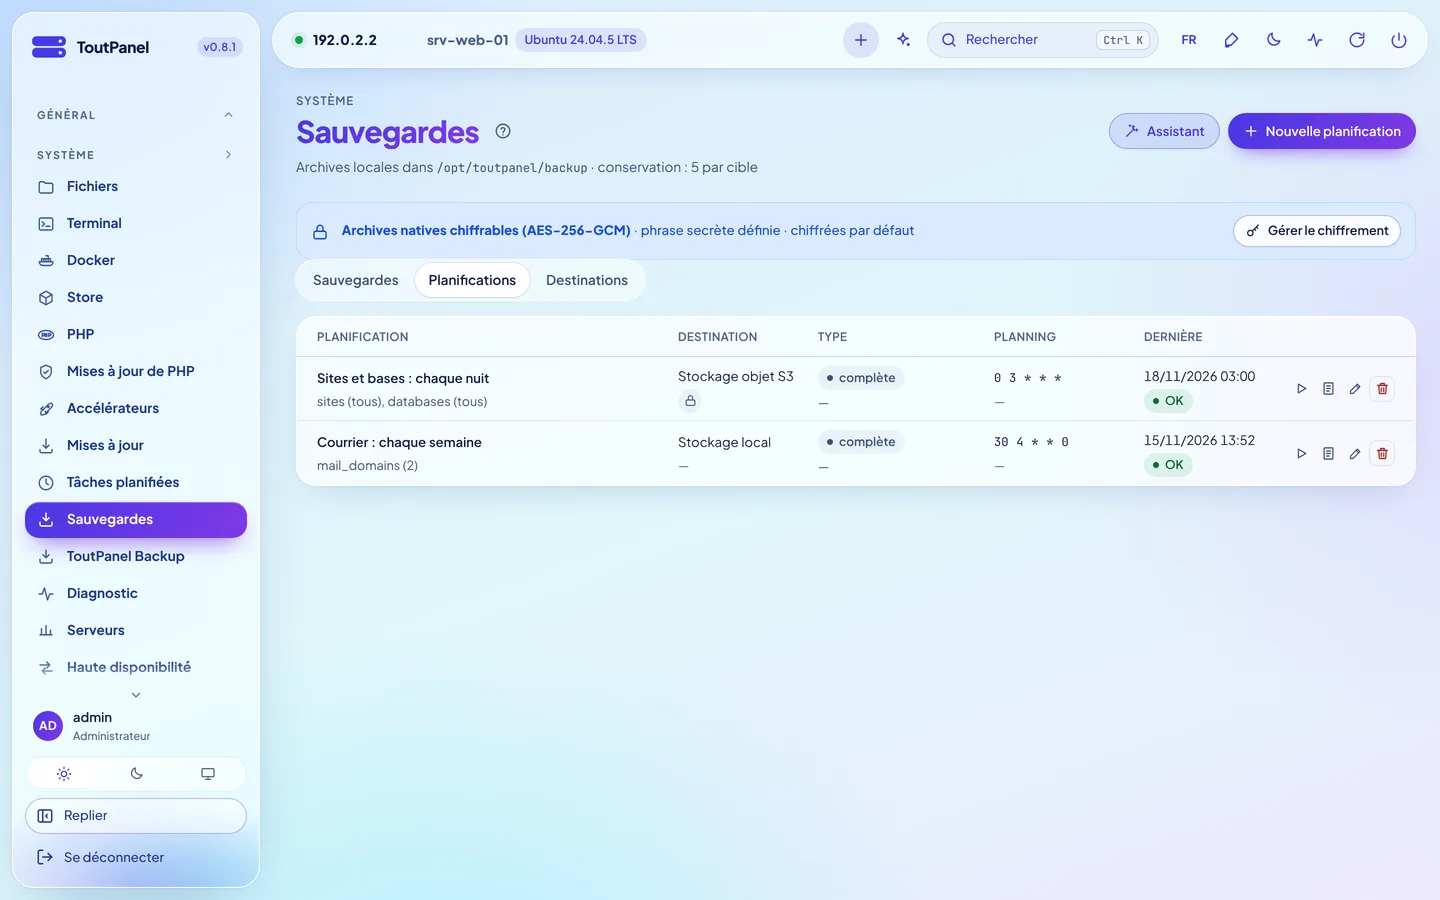 ToutPanel
v0.8.1
GÉNÉRAL
SYSTÈME
Fichiers
Terminal
Docker
Store
PHP
Mises à jour de PHP
Accélérateurs
Mises à jour
Tâches planifiées
Sauvegardes
ToutPanel Backup
Diagnostic
Serveurs
Haute disponibilité
AD
admin
Administrateur
Replier
Se déconnecter
192.0.2.2
srv-web-01
Ubuntu 24.04.5 LTS
Rechercher
Ctrl K
FR
SYSTÈME
Sauvegardes
Archives locales dans /opt/toutpanel/backup · conservation : 5 par cible
Assistant
Nouvelle planification
Archives natives chiffrables (AES-256-GCM) · phrase secrète définie · chiffrées par défaut
Gérer le chiffrement
Sauvegardes
Planifications
Destinations
PLANIFICATION DESTINATION TYPE PLANNING DERNIÈRE
Sites et bases : chaque nuit
sites (tous), databases (tous)
Stockage objet S3
complète
—
0 3 * * *
—
18/11/2026 03:00
OK
Courrier : chaque semaine
mail_domains (2)
Stockage local
—
complète
—
30 4 * * 0
—
15/11/2026 13:52
OK